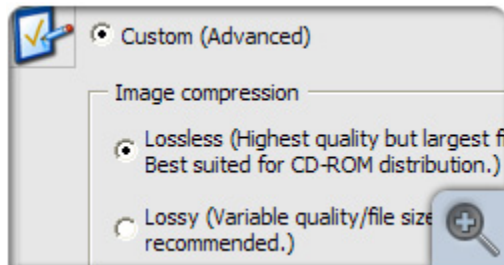 Custom (Advanced)
Image compression
Lossless (Highest quality but largest
Best suited for CD-ROM distribution.)
Lossy (Variable quality/file size
recommended.)